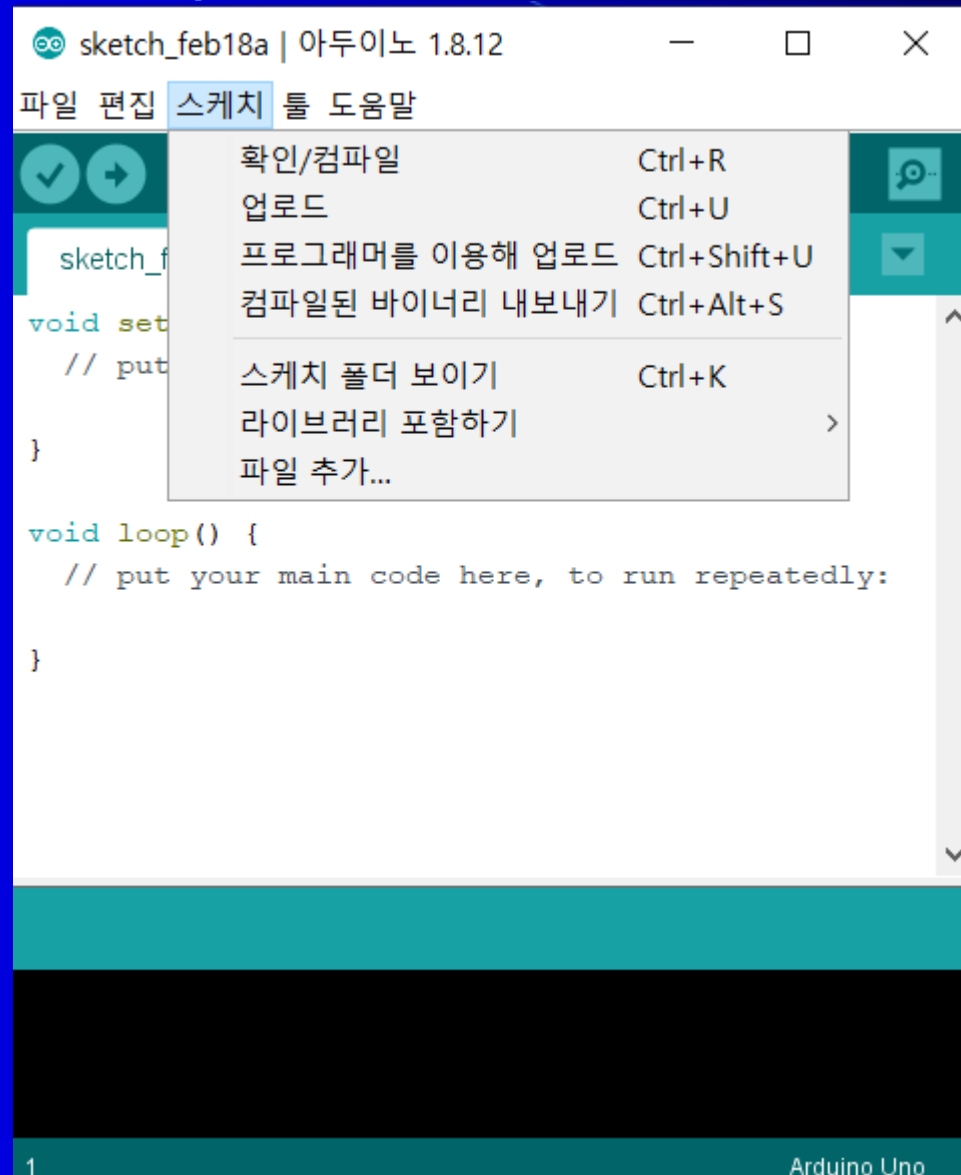 sketch_feb18a | 아두이노 1.8.12
파일 편집 스케치 툴 도움말
확인/컴파일 Ctrl+R
업로드 Ctrl+U
프로그래머를 이용해 업로드 Ctrl+Shift+U
컴파일된 바이너리 내보내기 Ctrl+Alt+S
스케치 폴더 보이기 Ctrl+K
라이브러리 포함하기
파일 추가...
sketch_f
void set
// put
}
void loop() {
// put your main code here, to run repeatedly:
}
1 Arduino Uno